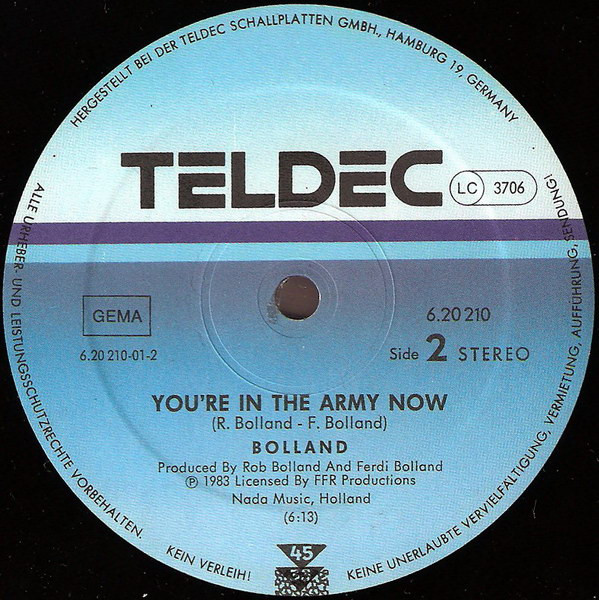 HERGESTELLT BEI DER TELDEC SCHALLPLATTEN GMBH., HAMBURG 19, GERMANY
TELDEC
LC 3706
GEMA
6.20 210
6.20 210-01-2
Side 2 STEREO
YOU'RE IN THE ARMY NOW
(R. Bolland - F. Bolland)
BOLLAND
Produced By Rob Bolland And Ferdi Bolland
℗ 1983 Licensed By FFR Productions
Nada Music, Holland
(6:13)
45
ALLE URHEBER- UND LEISTUNGSSCHUTZRECHTE VORBEHALTEN.
KEIN VERLEIH!
KEINE UNERLAUBTE VERVIELFÄLTIGUNG, VERMIETUNG, AUFFÜHRUNG, SENDUNG!